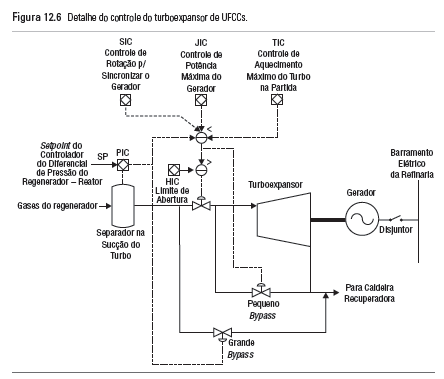 Figura 12.6 Detalhe do controle do turboexpansor de UFCCs.
SIC
Controle de
Rotação p/
Sincronizar o
Gerador
JIC
Controle de
Potência
Máxima do
Gerador
TIC
Controle de
Aquecimento
Máximo do Turbo
na Partida
<
Setpoint do
Controlador
do Diferencial
de Pressão do
Regenerador – Reator
SP
PIC
>
HIC
Limite de
Abertura
Turboexpansor
Gerador
Barramento
Elétrico
da Refinaria
Disjuntor
Gases do regenerador
Separador na
Sucção do
Turbo
Pequeno
Bypass
Para Caldeira
Recuperadora
Grande
Bypass